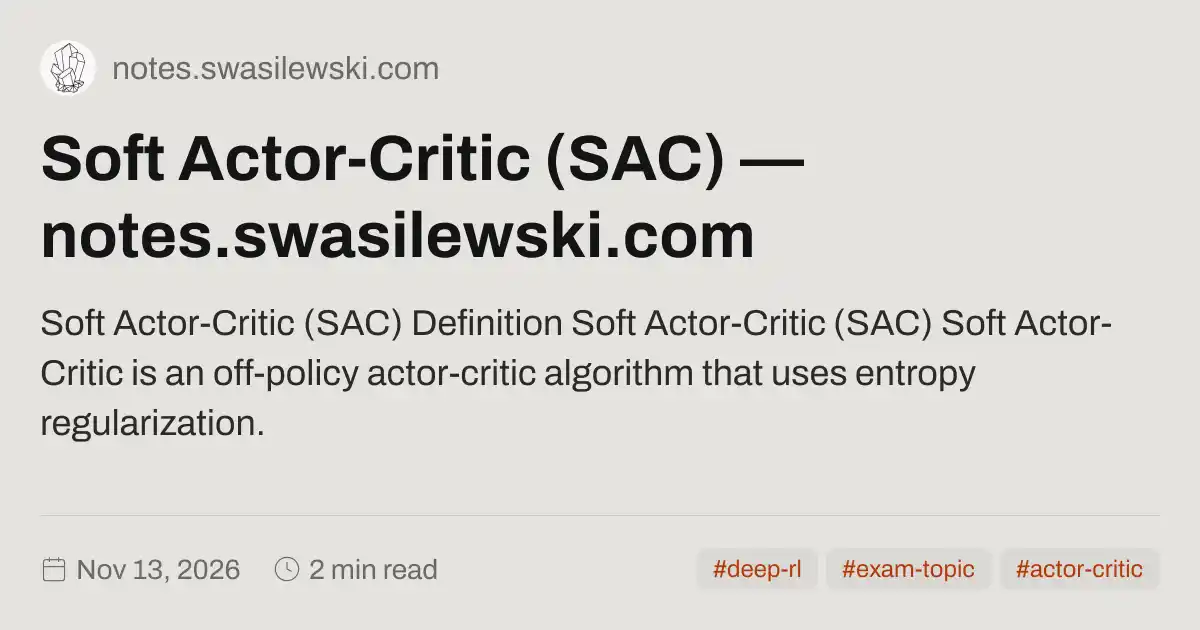 notes.swasilewski.com
Soft Actor-Critic (SAC) —
notes.swasilewski.com
Soft Actor-Critic (SAC) Definition Soft Actor-Critic (SAC) Soft Actor-
Critic is an off-policy actor-critic algorithm that uses entropy
regularization.
Nov 13, 2026 2 min read #deep-rl #exam-topic #actor-critic